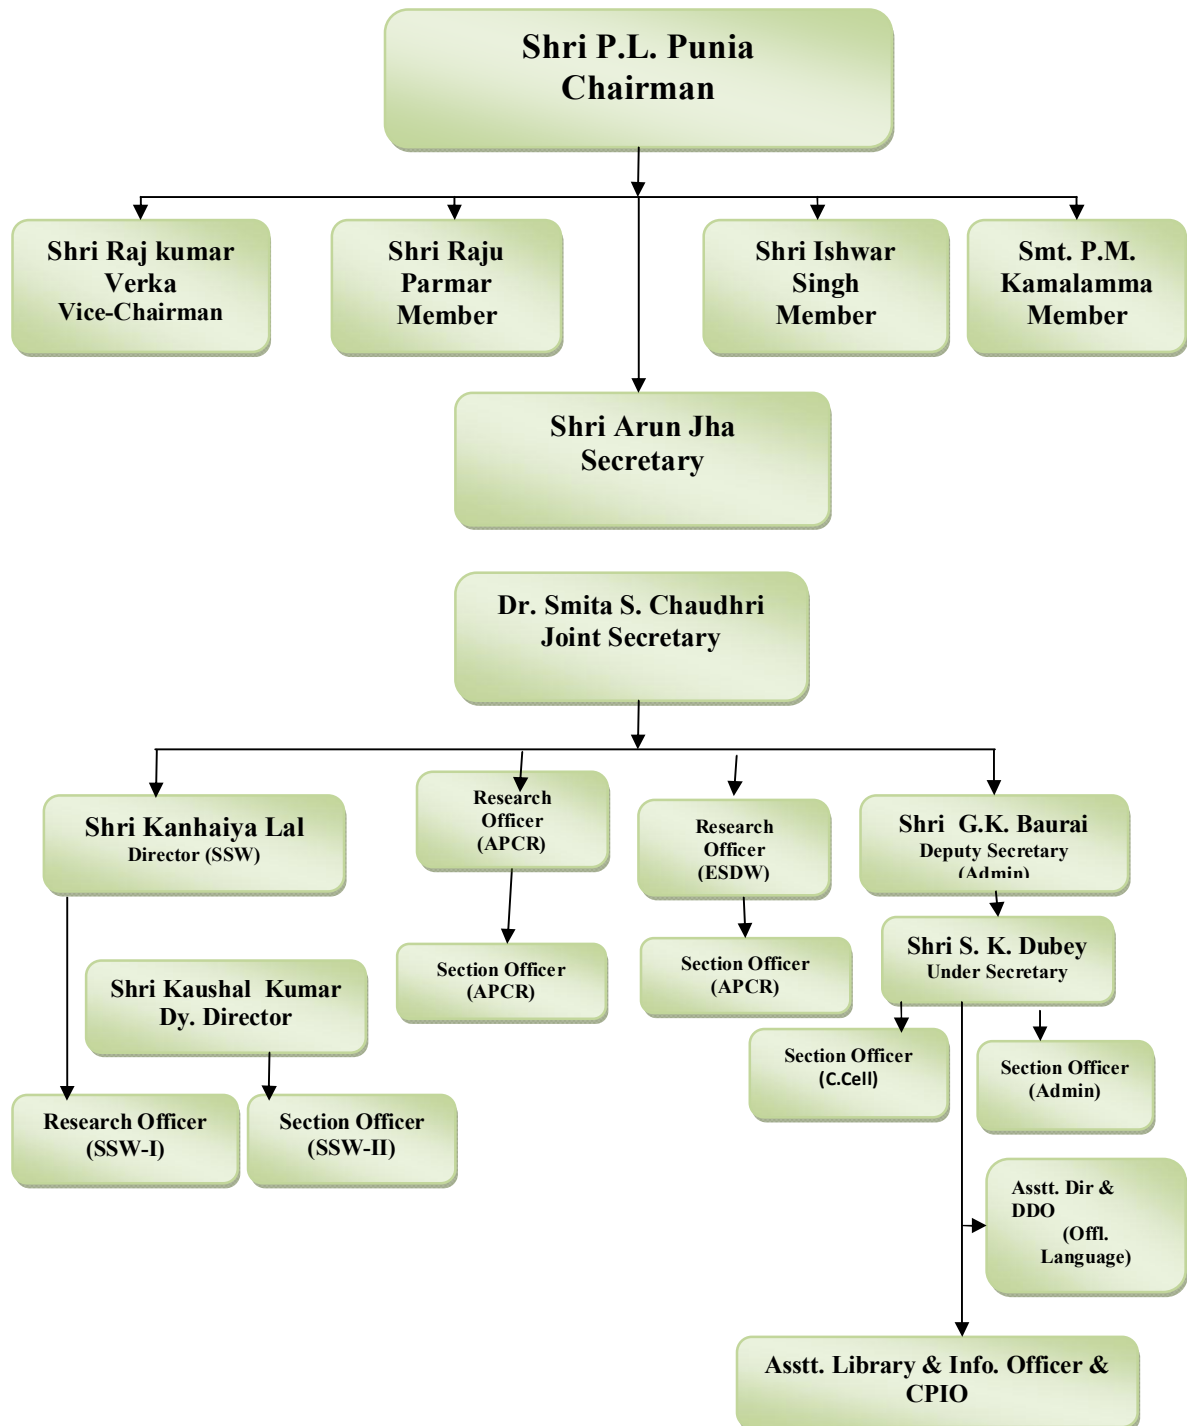 Shri P.L. Punia
Chairman
Shri Raj kumar
Verka
Vice-Chairman
Shri Raju
Parmar
Member
Shri Ishwar
Singh
Member
Smt. P.M.
Kamalamma
Member
Shri Arun Jha
Secretary
Dr. Smita S. Chaudhri
Joint Secretary
Shri Kanhaiya Lal
Director (SSW)
Research
Officer
(APCR)
Research
Officer
(ESDW)
Shri G.K. Baurai
Deputy Secretary
(Admin)
Section Officer
(APCR)
Section Officer
(APCR)
Shri S. K. Dubey
Under Secretary
Shri Kaushal Kumar
Dy. Director
Section Officer
(C.Cell)
Section Officer
(Admin)
Research Officer
(SSW-I)
Section Officer
(SSW-II)
Asstt. Dir &
DDO
(Offl.
Language)
Asstt. Library & Info. Officer &
CPIO